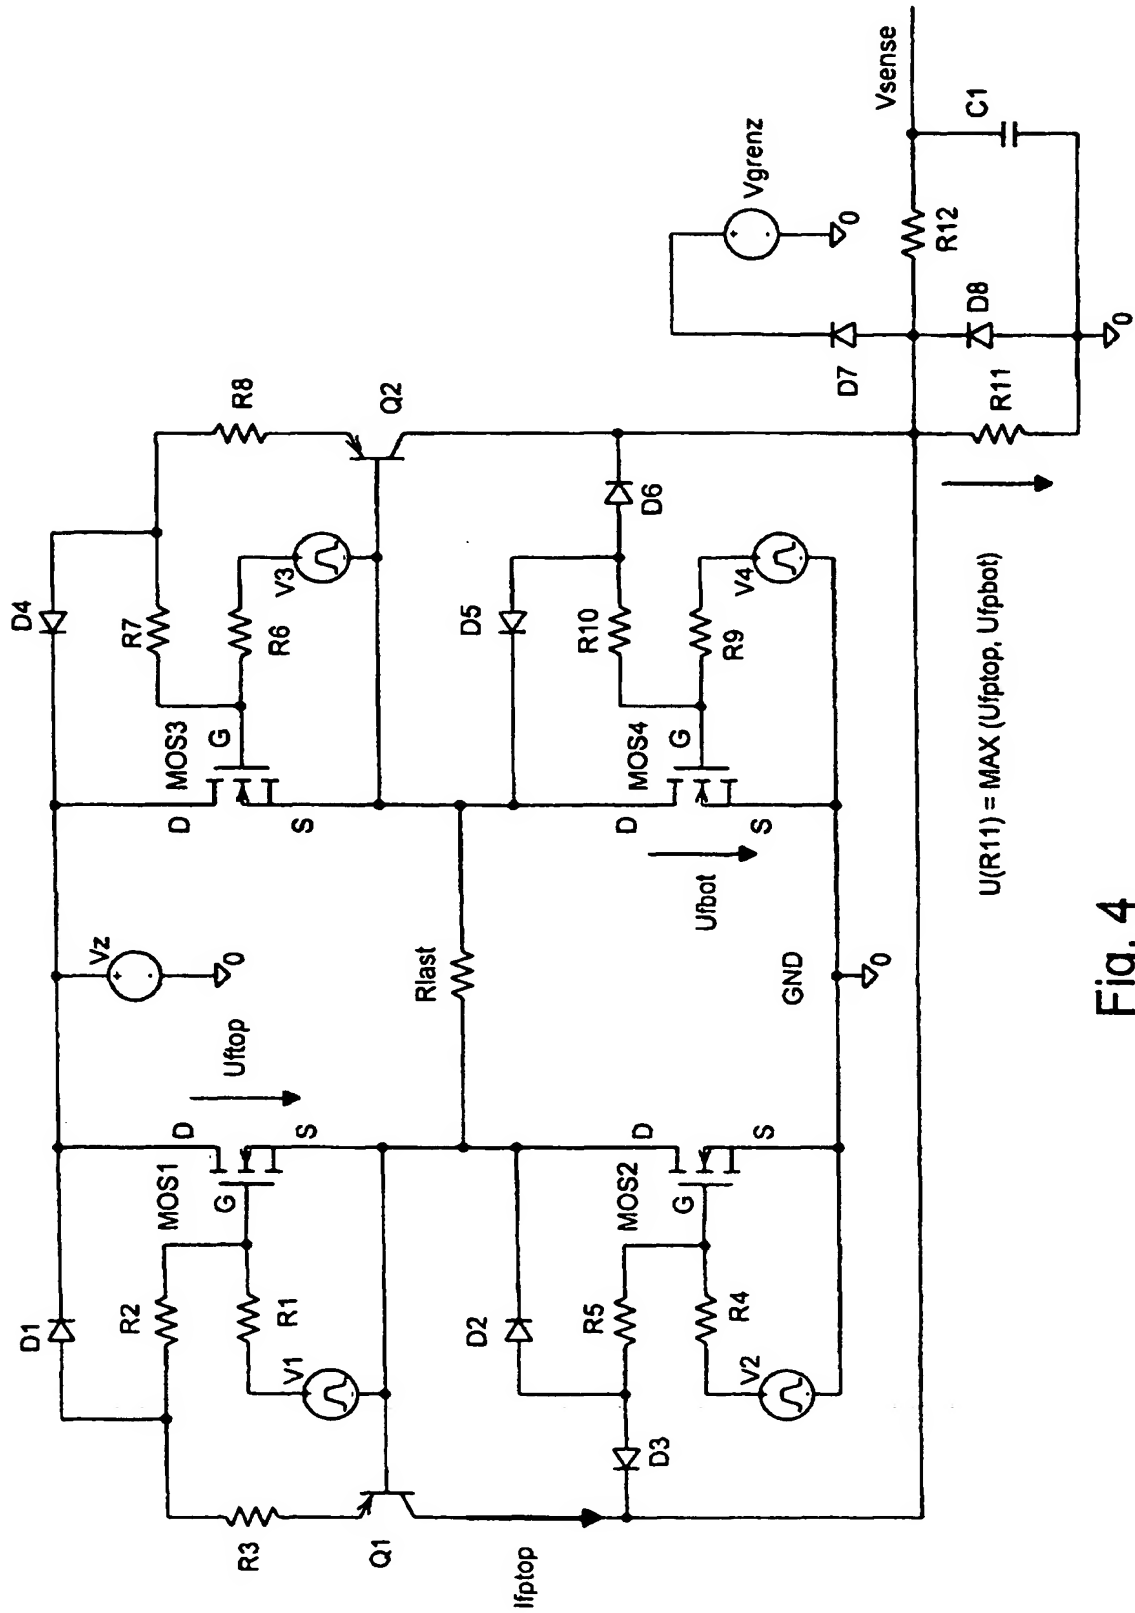 Vsense
C1
Vgrenz
0
R12
D8
D7
0
R11
R8
Q2
D4
R7
R6
V3
D6
D5
R10
R9
V4
MOS3
G
D
S
MOS4
G
D
S
Ufbot
U(R11) = MAX (Ufptop, Ufpbot)
Vz
0
Rlast
GND
0
Uftop
D
S
MOS1
G
D
S
MOS2
G
D1
R2
R1
V1
D2
R5
R4
V2
D3
R3
Q1
Ifptop
Fig. 4